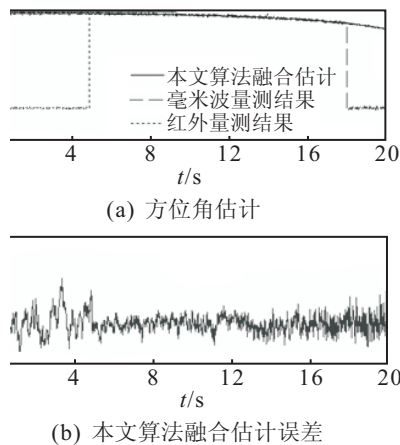 本文算法融合估计
毫米波量测结果
红外量测结果
4 8 12 16 20
t/s
(a) 方位角估计
4 8 12 16 20
t/s
(b) 本文算法融合估计误差